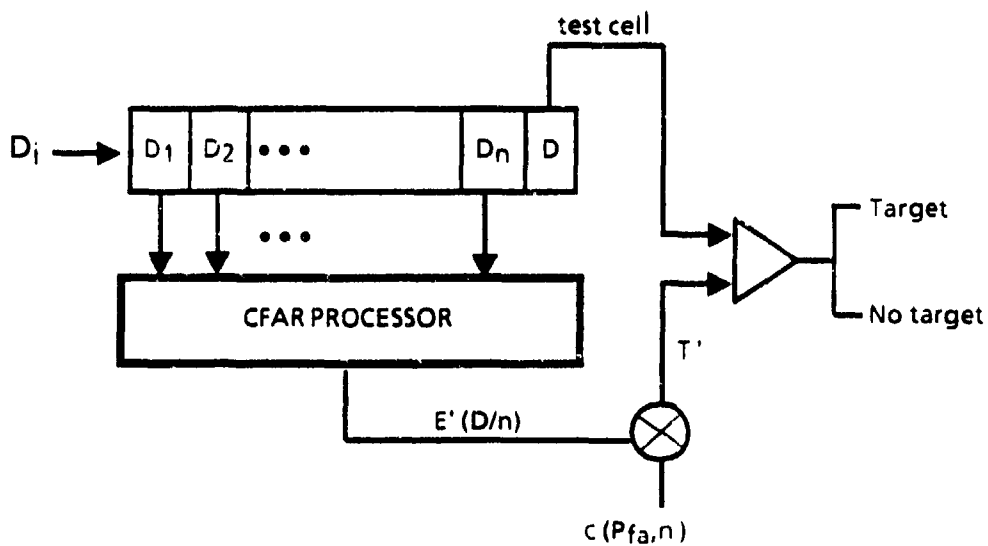 test cell
Di
D1 D2 ••• Dn D
•••
CFAR PROCESSOR
Target
No target
T'
E' (D/n)
c (Pfa,n)